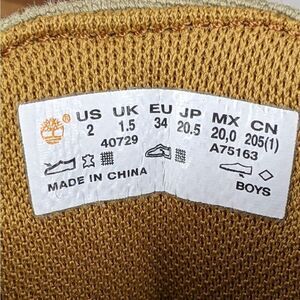 US UK EU JP MX CN
2 1.5 34 20.5 20,0 205(1)
40729 A75163
MADE IN CHINA BOYS